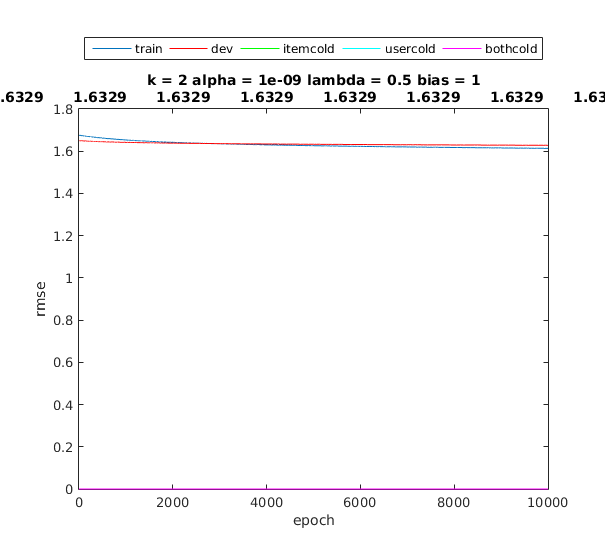 train dev itemcold usercold bothcold
k = 2 alpha = 1e-09 lambda = 0.5 bias = 1
.6329 1.6329 1.6329 1.6329 1.6329 1.6329 1.63
1.8
1.6
1.4
1.2
1
0.8
0.6
0.4
0.2
0
rmse
0 2000 4000 6000 8000 10000
epoch